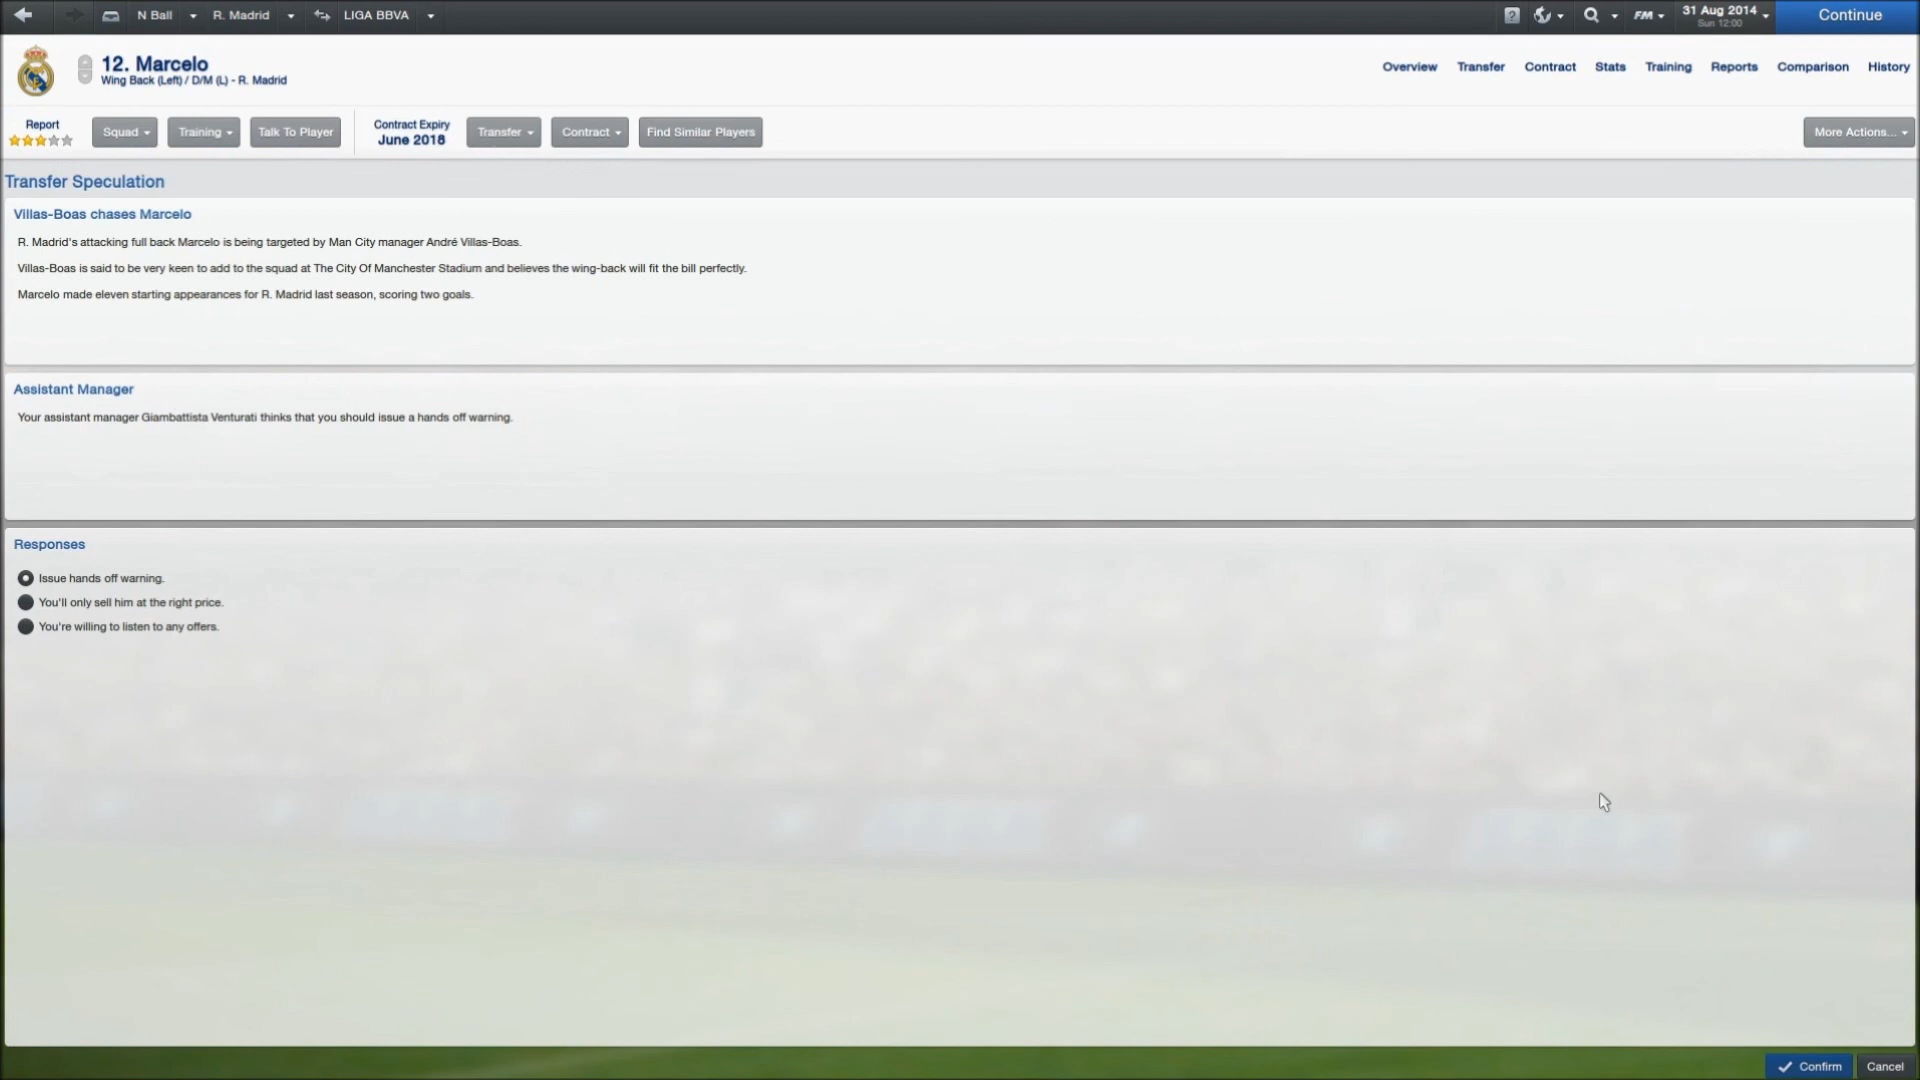 N Ball
R. Madrid
LIGA BBVA
?
FM
31 Aug 2014
Sun 12:00
Continue
12. Marcelo
Wing Back (Left) / D/M (L) - R. Madrid
Overview
Transfer
Contract
Stats
Training
Reports
Comparison
History
Report
Squad
Training
Talk To Player
Contract Expiry
June 2018
Transfer
Contract
Find Similar Players
More Actions...
Transfer Speculation
Villas-Boas chases Marcelo
R. Madrid's attacking full back Marcelo is being targeted by Man City manager André Villas-Boas.
Villas-Boas is said to be very keen to add to the squad at The City Of Manchester Stadium and believes the wing-back will fit the bill perfectly.
Marcelo made eleven starting appearances for R. Madrid last season, scoring two goals.
Assistant Manager
Your assistant manager Giambattista Venturati thinks that you should issue a hands off warning.
Responses
Issue hands off warning.
You'll only sell him at the right price.
You're willing to listen to any offers.
Confirm
Cancel